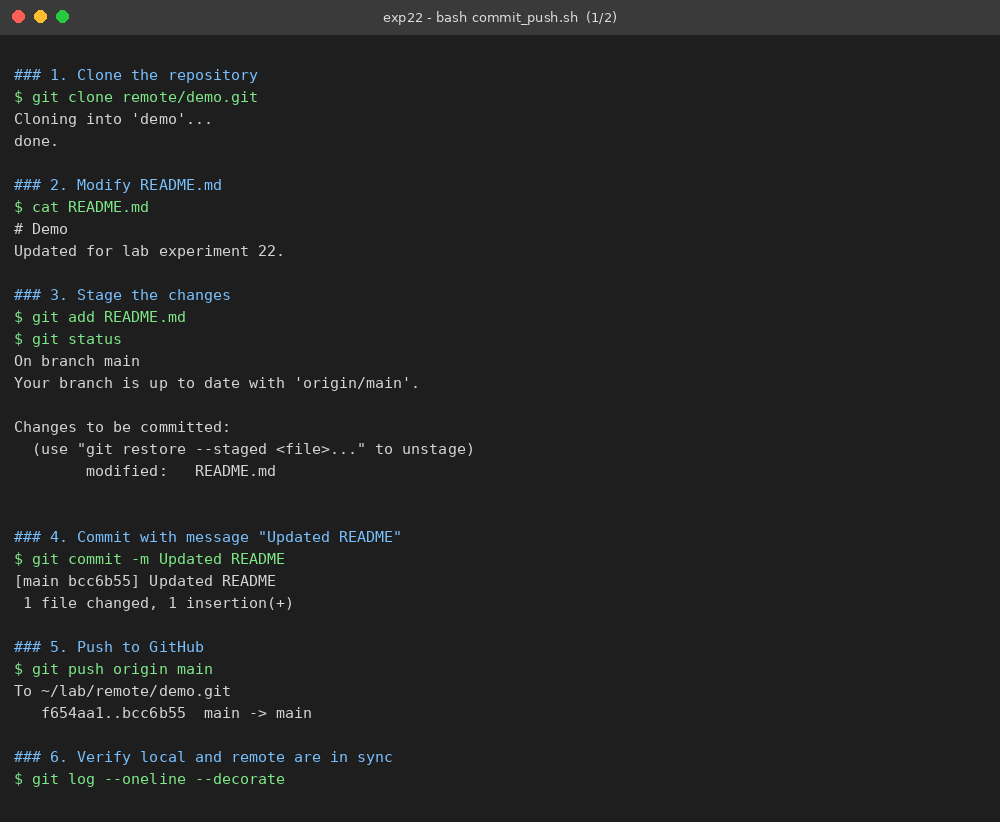 exp22 - bash commit_push.sh (1/2)
### 1. Clone the repository
$ git clone remote/demo.git
Cloning into 'demo'...
done.
### 2. Modify README.md
$ cat README.md
# Demo
Updated for lab experiment 22.
### 3. Stage the changes
$ git add README.md
$ git status
On branch main
Your branch is up to date with 'origin/main'.
Changes to be committed:
  (use "git restore --staged <file>..." to unstage)
        modified:   README.md
### 4. Commit with message "Updated README"
$ git commit -m Updated README
[main bcc6b55] Updated README
 1 file changed, 1 insertion(+)
### 5. Push to GitHub
$ git push origin main
To ~/lab/remote/demo.git
   f654aa1..bcc6b55  main -> main
### 6. Verify local and remote are in sync
$ git log --oneline --decorate